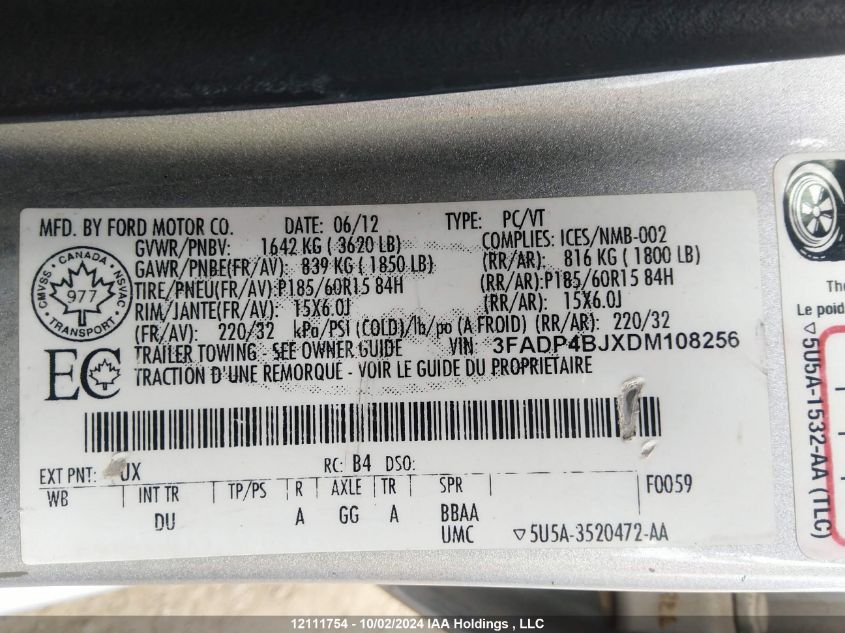 MFD. BY FORD MOTOR CO. DATE: 06/12 TYPE: PC/VT
GVWR/PNBV: 1642 KG ( 3620 LB) COMPLIES: ICES/NMB-002
GAWR/PNBE(FR/AV): 839 KG ( 1850 LB) (RR/AR): 816 KG ( 1800 LB)
TIRE/PNEU(FR/AV):P185/60R15 84H (RR/AR):P185/60R15 84H
RIM/JANTE(FR/AV): 15X6.0J (RR/AR): 15X6.0J
(FR/AV): 220/32 kPa/PSI (COLD)/lb/po (A FROID) (RR/AR): 220/32
TRAILER TOWING - SEE OWNER GUIDE VIN: 3FADP4BJXDM108256
TRACTION D'UNE REMORQUE - VOIR LE GUIDE DU PROPRIETAIRE
CANADA
CMVSS NSVAC
977
TRANSPORT
EC
EXT PNT: UX RC: B4 DSO:
WB INT TR TP/PS R AXLE TR SPR F0059
DU A GG A BBAA
UMC ▽5U5A-3520472-AA
The
Le poid
▽5U5A-1532-AA (TLC)
12111754 - 10/02/2024 IAA Holdings , LLC